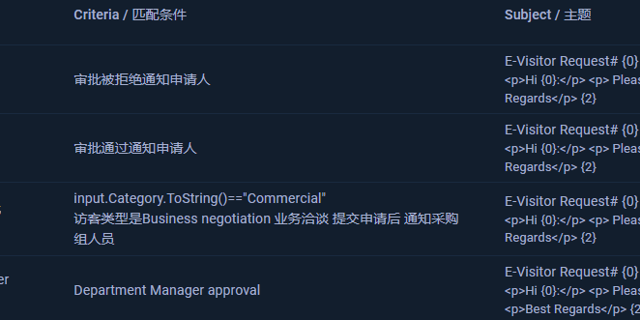 Criteria / 匹配条件
Subject / 主题
审批被拒绝通知申请人
E-Visitor Request# {0}
<p>Hi {0}:</p> <p> Pleas
Regards</p> {2}
审批通过通知申请人
E-Visitor Request# {0}
<p>Hi {0}:</p> <p> Pleas
Regards</p> {2}
input.Category.ToString()=="Commercial"
访客类型是Business negotiation 业务洽谈 提交申请后 通知采购
组人员
E-Visitor Request# {0}
<p>Hi {0}:</p> <p> Pleas
Regards</p> {2}
er
Department Manager approval
E-Visitor Request# {0}
<p>Hi {0}:</p> <p> Pleas
<p>Best Regards</p> {2